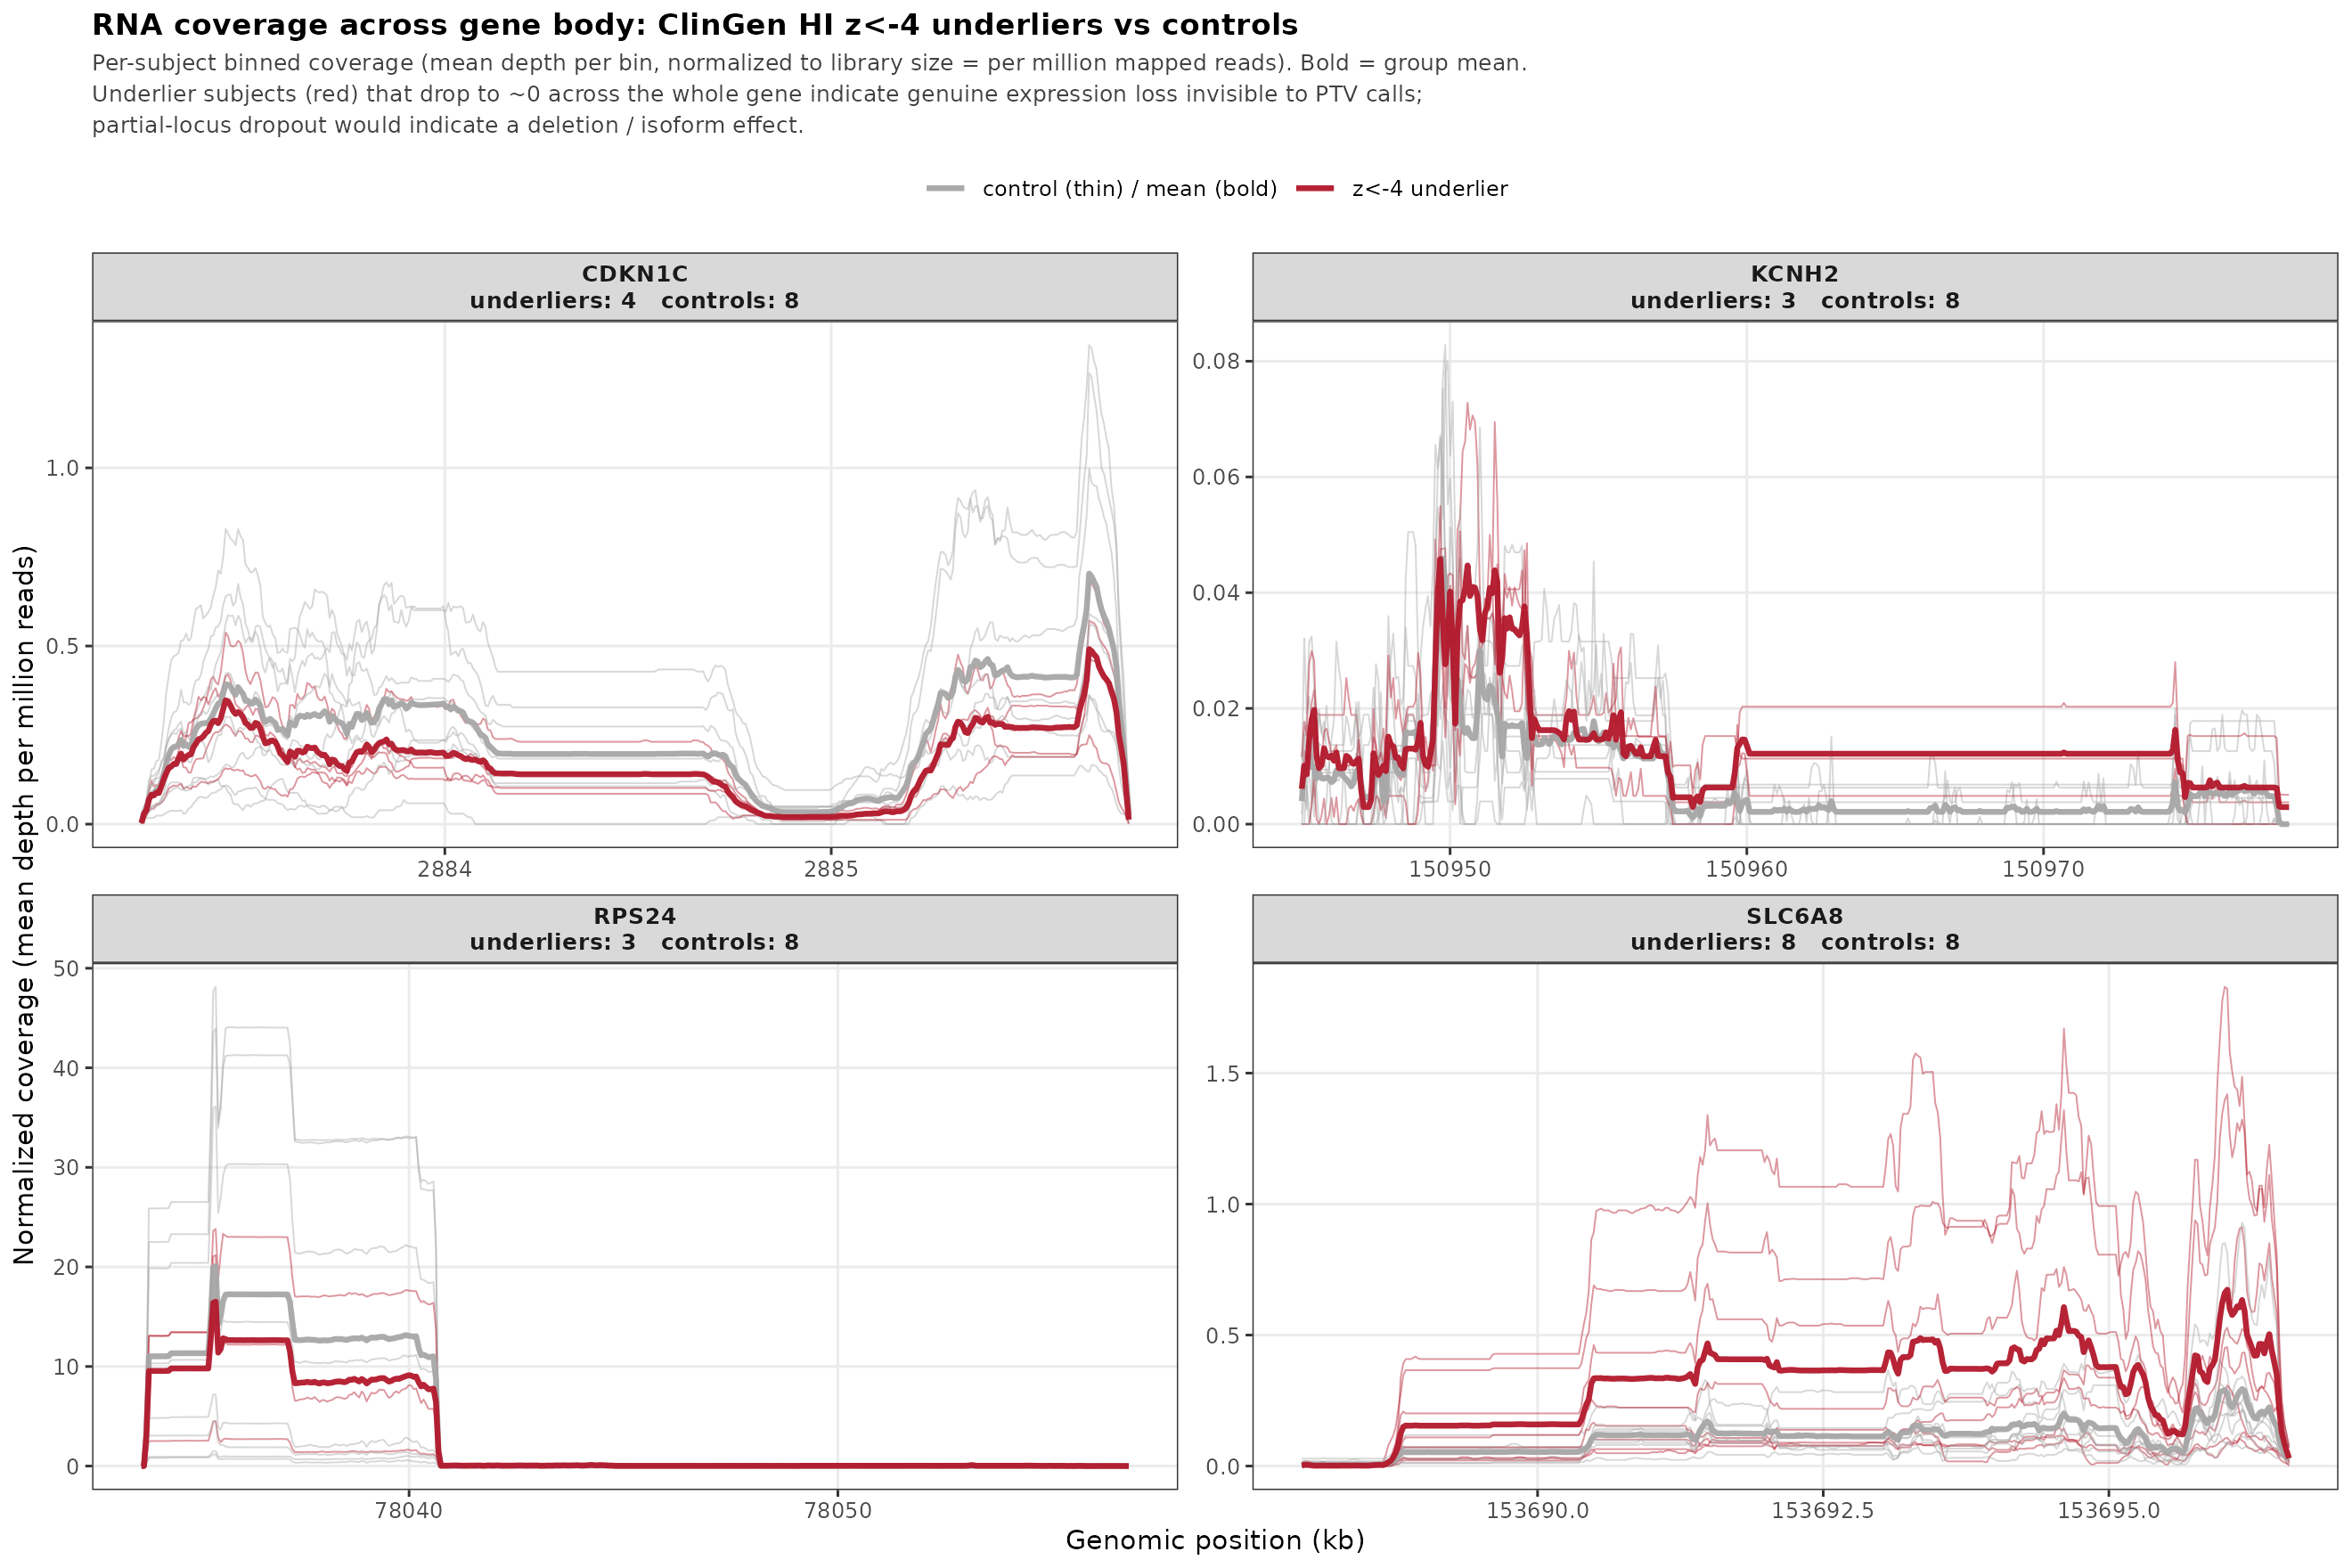 RNA coverage across gene body: ClinGen HI z<-4 underliers vs controls
Per-subject binned coverage (mean depth per bin, normalized to library size = per million mapped reads). Bold = group mean.
Underlier subjects (red) that drop to ~0 across the whole gene indicate genuine expression loss invisible to PTV calls;
partial-locus dropout would indicate a deletion / isoform effect.
control (thin) / mean (bold)
z<-4 underlier
Normalized coverage (mean depth per million reads)
CDKN1C
underliers: 4   controls: 8
1.0
0.5
0.0
2884
2885
KCNH2
underliers: 3   controls: 8
0.08
0.06
0.04
0.02
0.00
150950
150960
150970
RPS24
underliers: 3   controls: 8
50
40
30
20
10
0
78040
78050
SLC6A8
underliers: 8   controls: 8
1.5
1.0
0.5
0.0
153690.0
153692.5
153695.0
Genomic position (kb)